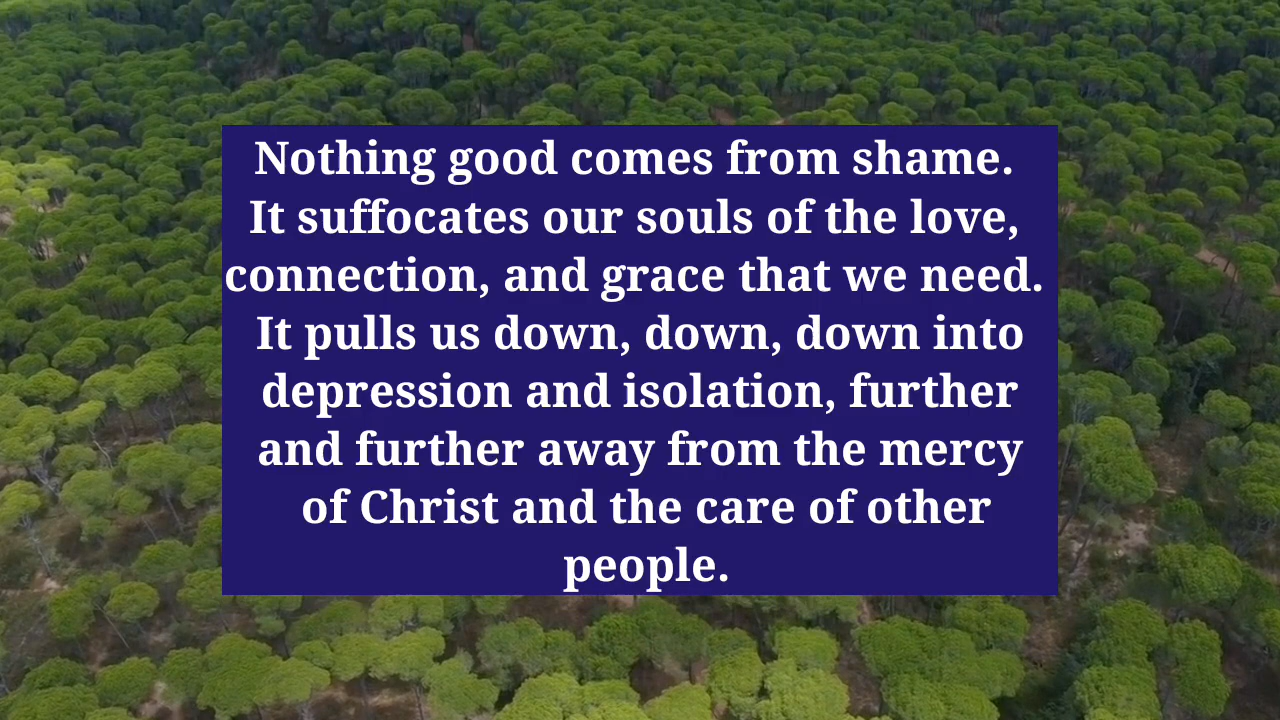 Nothing good comes from shame.
It suffocates our souls of the love,
connection, and grace that we need.
It pulls us down, down, down into
depression and isolation, further
and further away from the mercy
of Christ and the care of other
people.